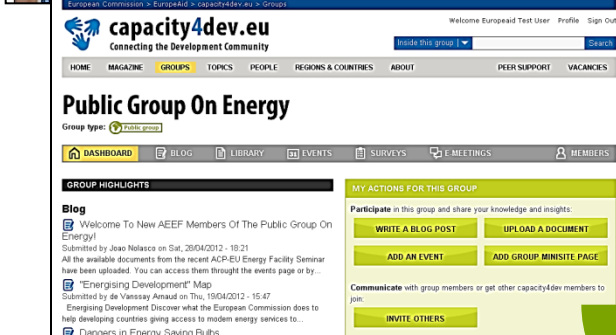 European Commission > EuropeAid > capacity4dev.eu > Groups
capacity4dev.eu
Connecting the Development Community
Welcome Europeaid Test User Profile Sign Out
Inside this group
Search
HOME MAGAZINE GROUPS TOPICS PEOPLE REGIONS & COUNTRIES ABOUT PEER SUPPORT VACANCIES
Public Group On Energy
Group type: Public group
DASHBOARD BLOG LIBRARY 31 EVENTS SURVEYS E-MEETINGS MEMBERS
GROUP HIGHLIGHTS
Blog
Welcome To New AEEF Members Of The Public Group On
Energy!
Submitted by Joao Nolasco on Sat, 28/04/2012 - 18:21
All the available documents from the recent ACP-EU Energy Facility Seminar
have been uploaded. You can access them throught the events page or by...
"Energising Development" Map
Submitted by de Vanssay Arnaud on Thu, 19/04/2012 - 15:47
Energising Development Discover what the European Commission does to
help developing countries giving access to modern energy services to...
Dangers in Energy Saving Bulbs
MY ACTIONS FOR THIS GROUP
Participate in this group and share your knowledge and insights:
WRITE A BLOG POST UPLOAD A DOCUMENT
ADD AN EVENT ADD GROUP MINISITE PAGE
Communicate with group members or get other capacity4dev members to
join:
INVITE OTHERS